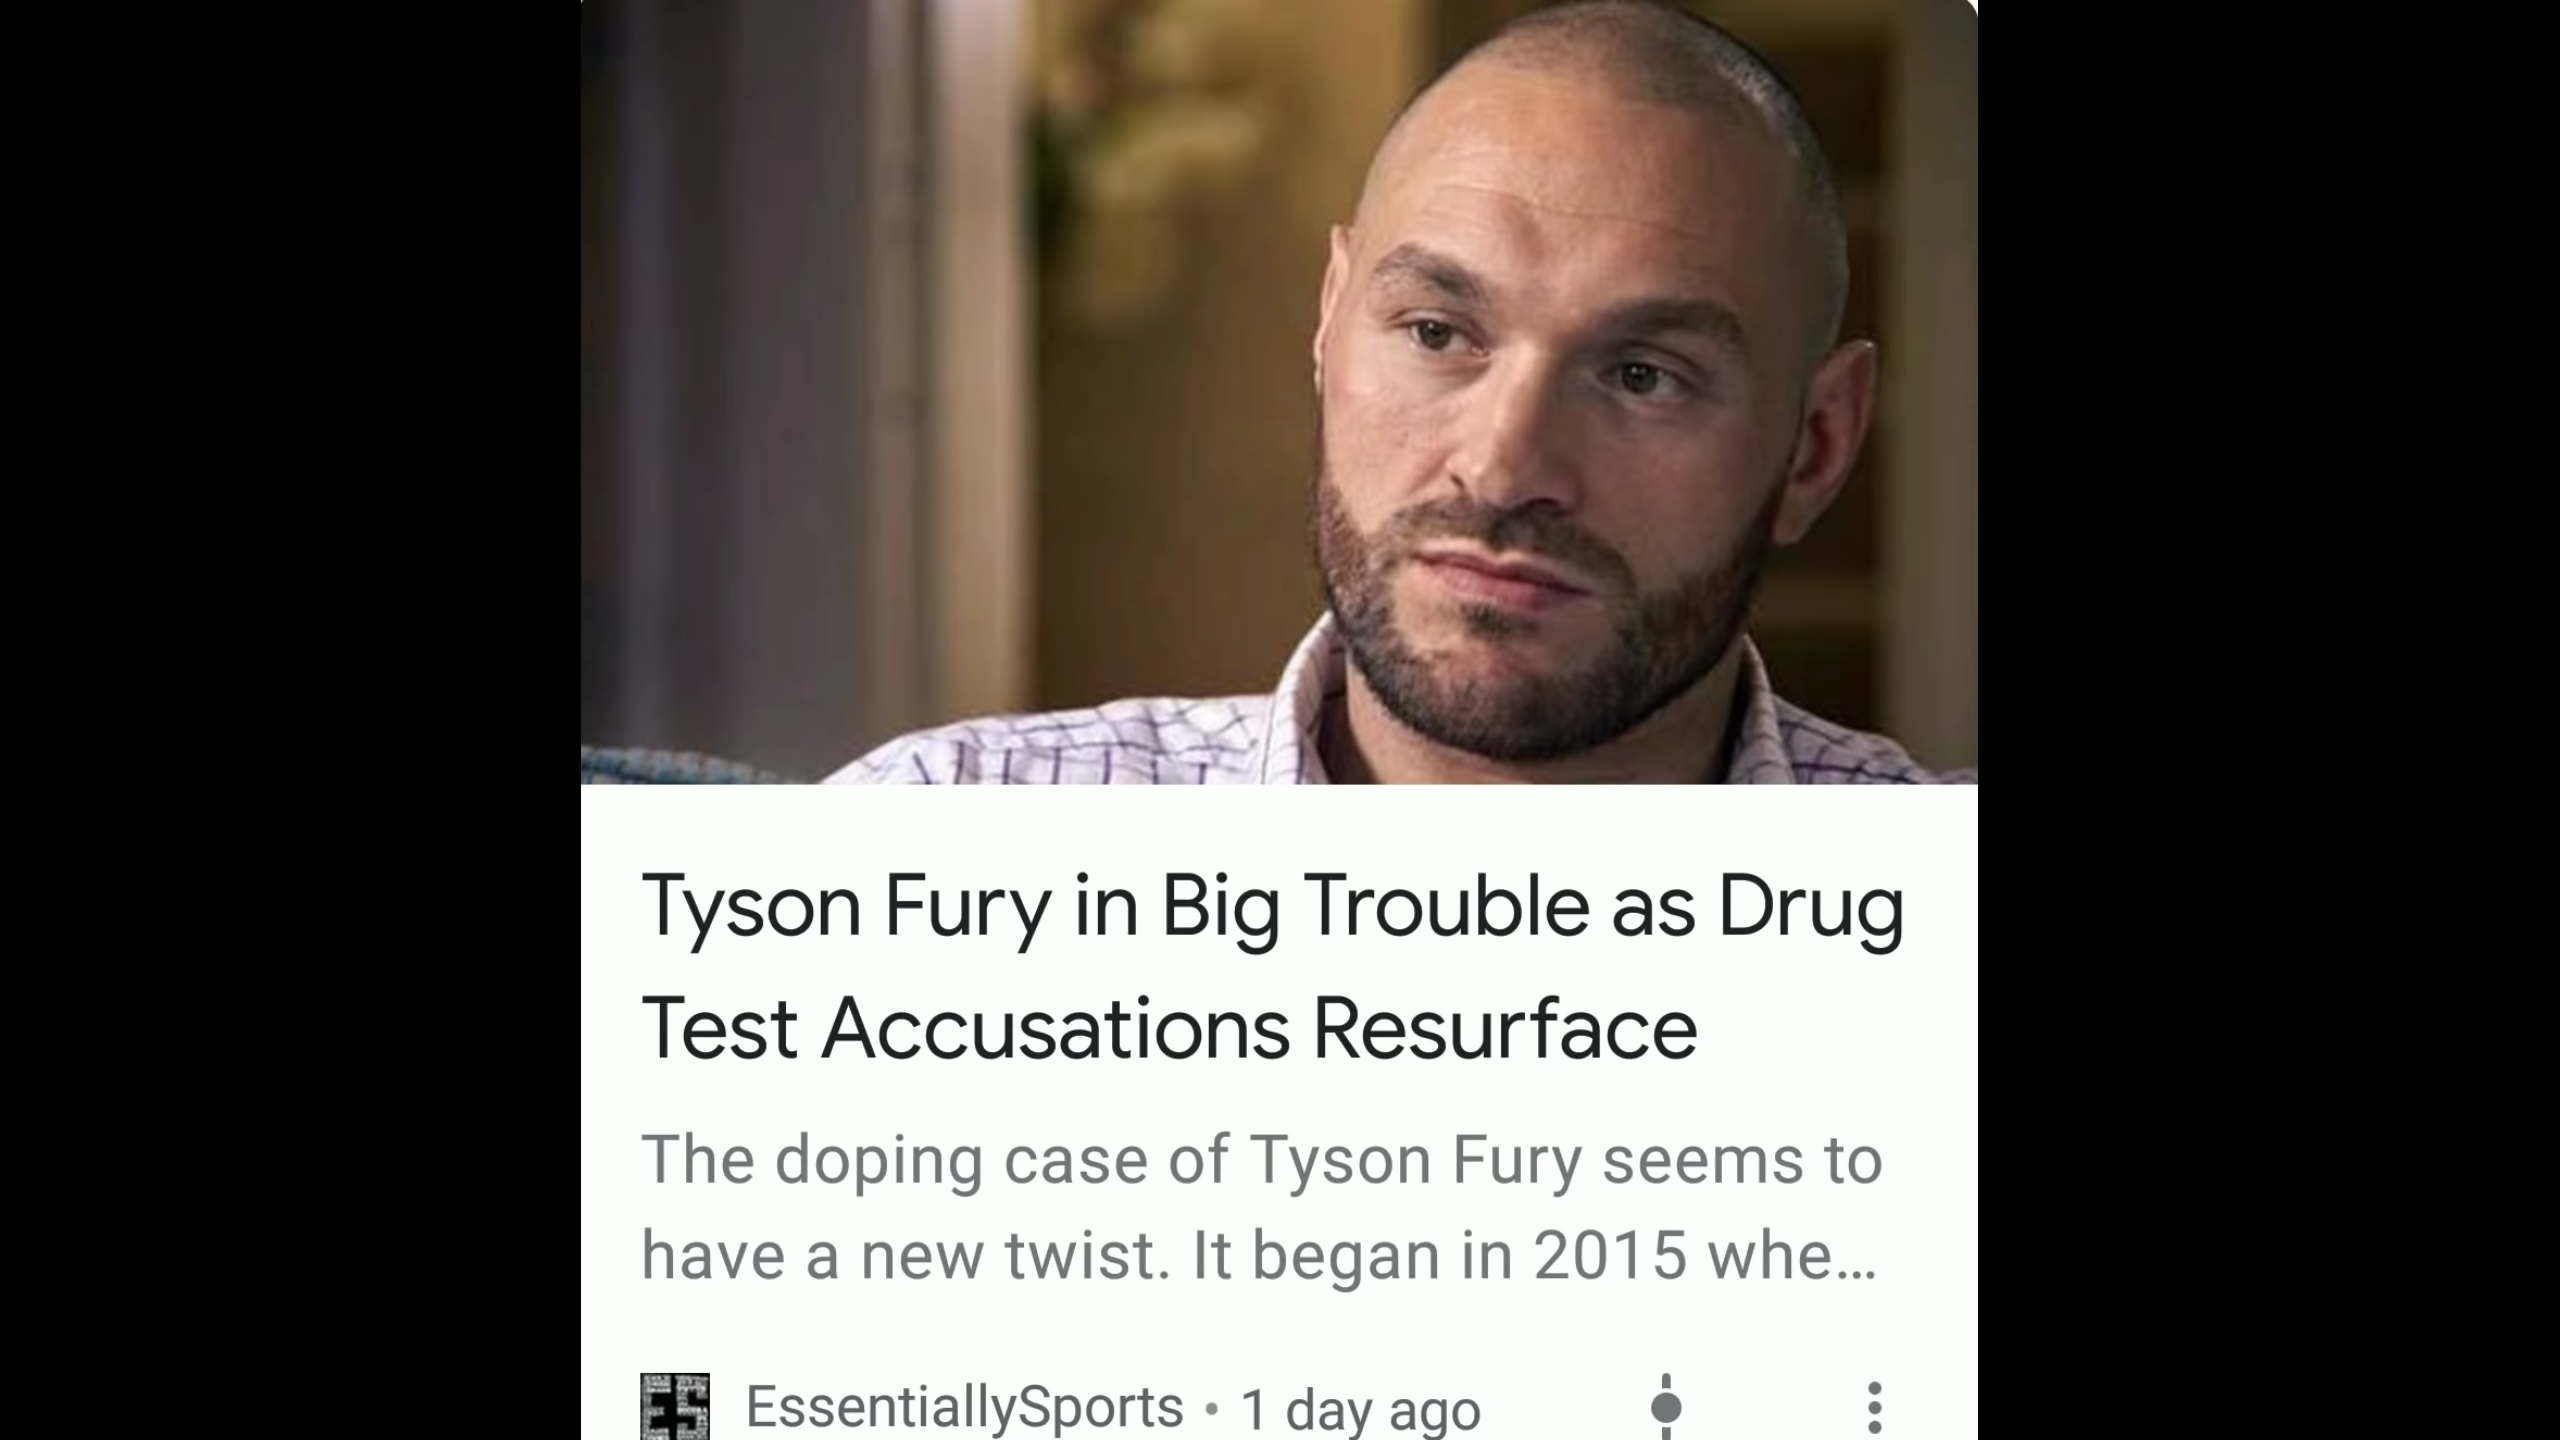 Tyson Fury in Big Trouble as Drug
Test Accusations Resurface
The doping case of Tyson Fury seems to
have a new twist. It began in 2015 whe…
ES EssentiallySports • 1 day ago